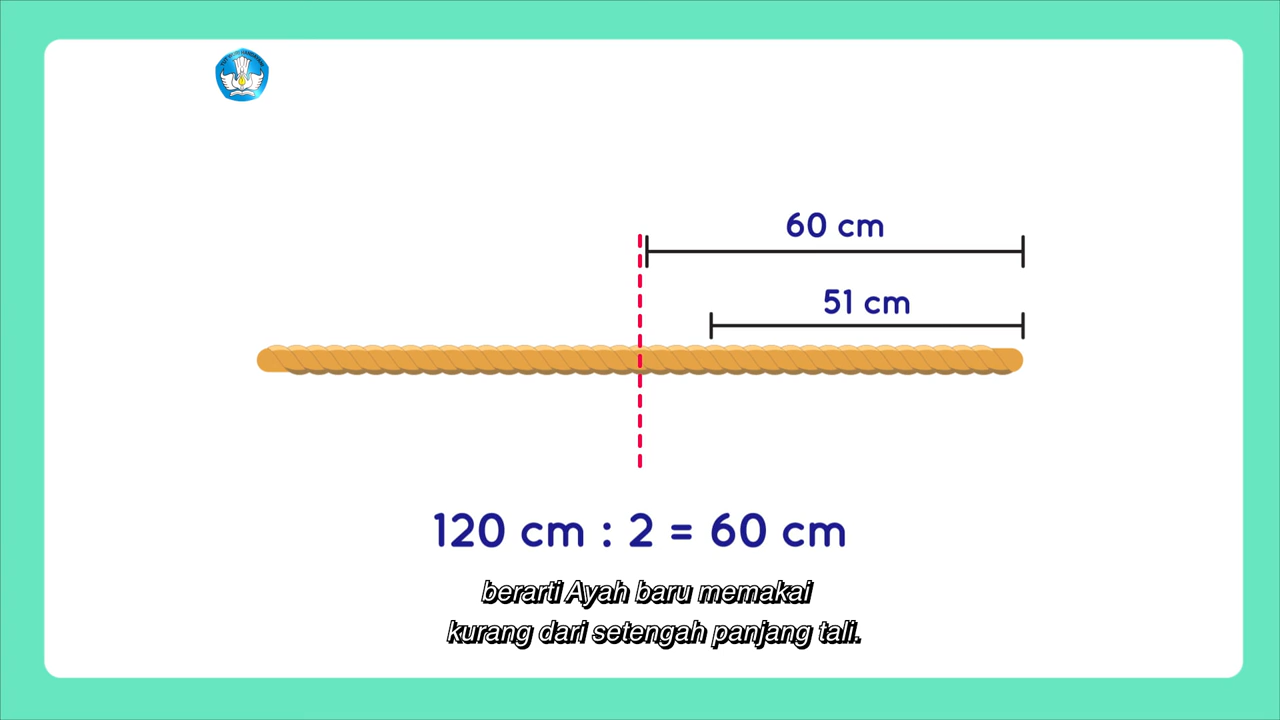 60 cm
51 cm
120 cm : 2 = 60 cm
berarti Ayah baru memakai
kurang dari setengah panjang tali.